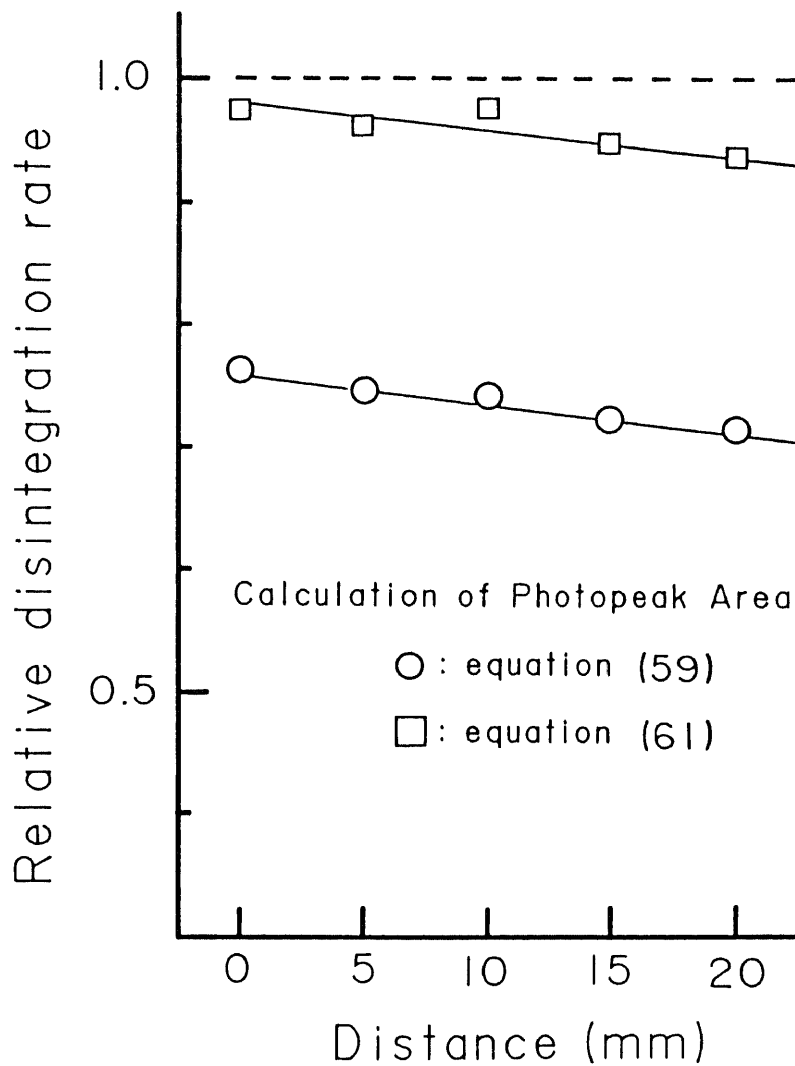 1.0
0.5
Relative disintegration rate
Calculation of Photopeak Area
: equation (59)
: equation (61)
0 5 10 15 20
Distance (mm)